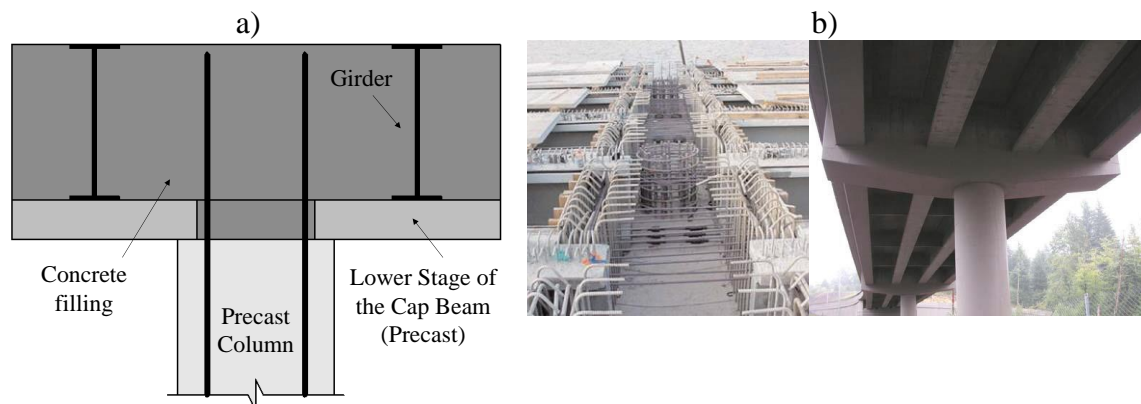 a)
b)
Girder
Concrete
filling
Precast
Column
Lower Stage of
the Cap Beam
(Precast)